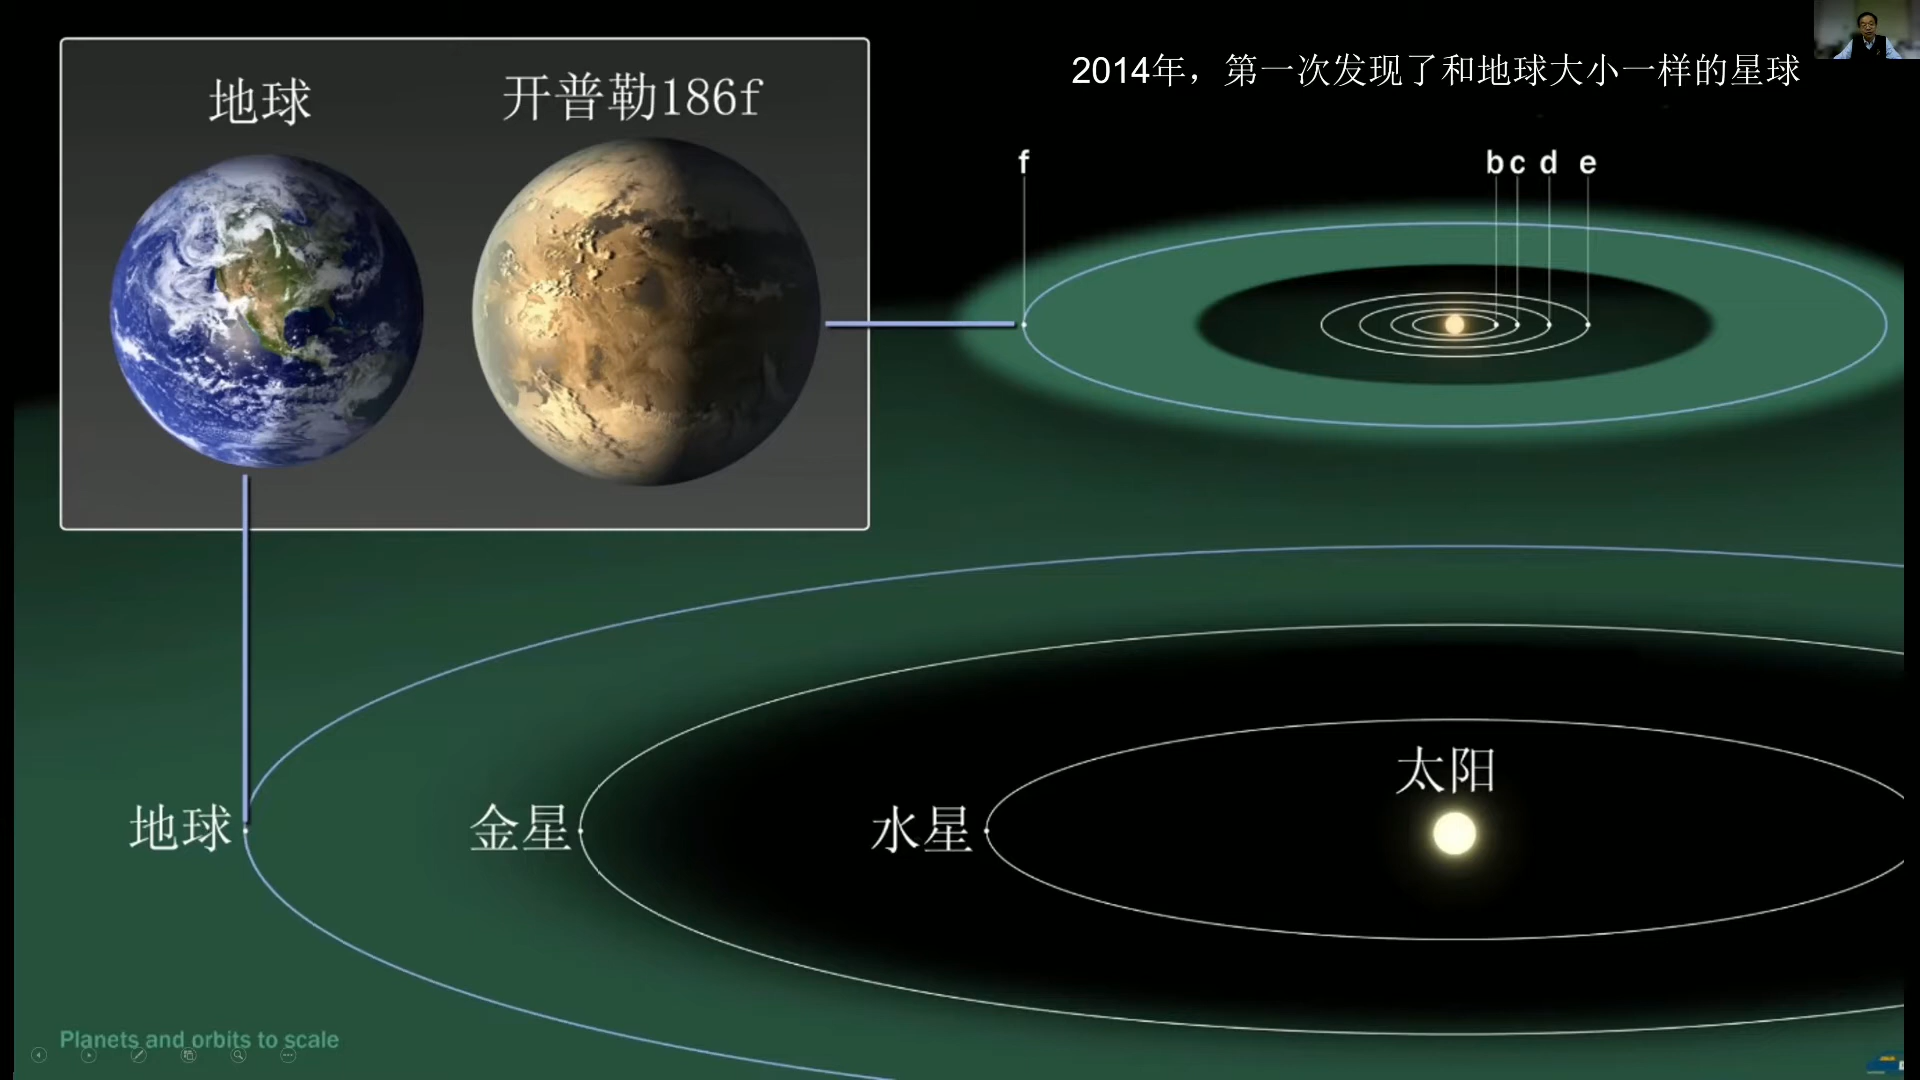 2014年，第一次发现了和地球大小一样的星球
地球
开普勒186f
f
b c d e
太阳
地球
金星
水星
Planets and orbits to scale